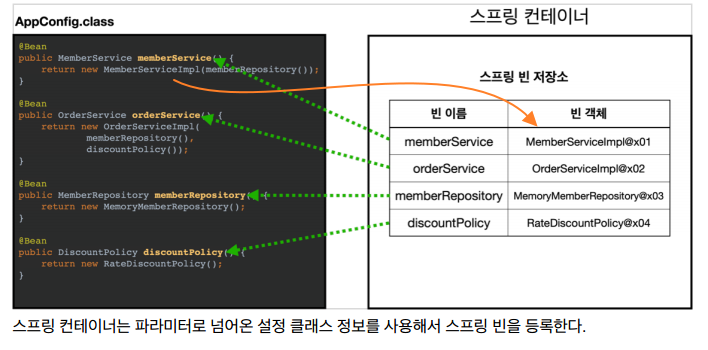 AppConfig.class
@Bean
public MemberService memberService() {
return new MemberServiceImpl(memberRepository());
}
@Bean
public OrderService orderService() {
return new OrderServiceImpl(
memberRepository(),
discountPolicy());
}
@Bean
public MemberRepository memberRepository() {
return new MemoryMemberRepository();
}
@Bean
public DiscountPolicy discountPolicy() {
return new RateDiscountPolicy();
}
스프링 컨테이너
스프링 빈 저장소
빈 이름 빈 객체
memberService MemberServiceImpl@x01
orderService OrderServiceImpl@x02
memberRepository MemoryMemberRepository@x03
discountPolicy RateDiscountPolicy@x04
스프링 컨테이너는 파라미터로 넘어온 설정 클래스 정보를 사용해서 스프링 빈을 등록한다.